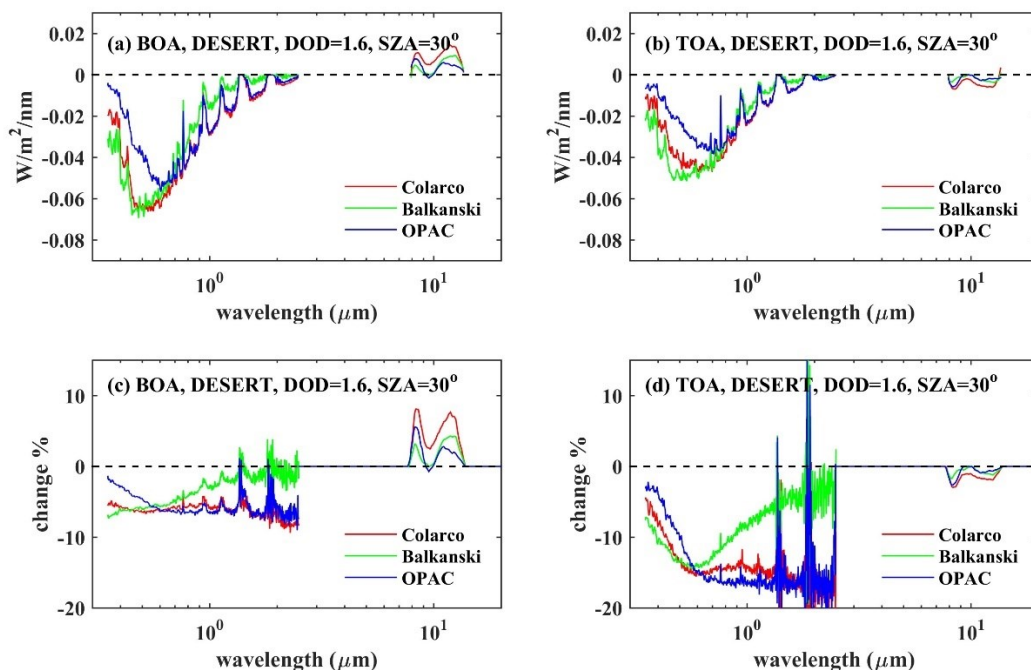 (a) BOA, DESERT, DOD=1.6, SZA=30°
0.02
0
-0.02
-0.04
-0.06
-0.08
W/m²/nm
Colarco
Balkanski
OPAC
10⁰
10¹
wavelength (μm)
(b) TOA, DESERT, DOD=1.6, SZA=30°
0.02
0
-0.02
-0.04
-0.06
-0.08
W/m²/nm
Colarco
Balkanski
OPAC
10⁰
10¹
wavelength (μm)
(c) BOA, DESERT, DOD=1.6, SZA=30°
10
0
-10
-20
change %
Colarco
Balkanski
OPAC
10⁰
10¹
wavelength (μm)
(d) TOA, DESERT, DOD=1.6, SZA=30°
10
0
-10
-20
change %
Colarco
Balkanski
OPAC
10⁰
10¹
wavelength (μm)